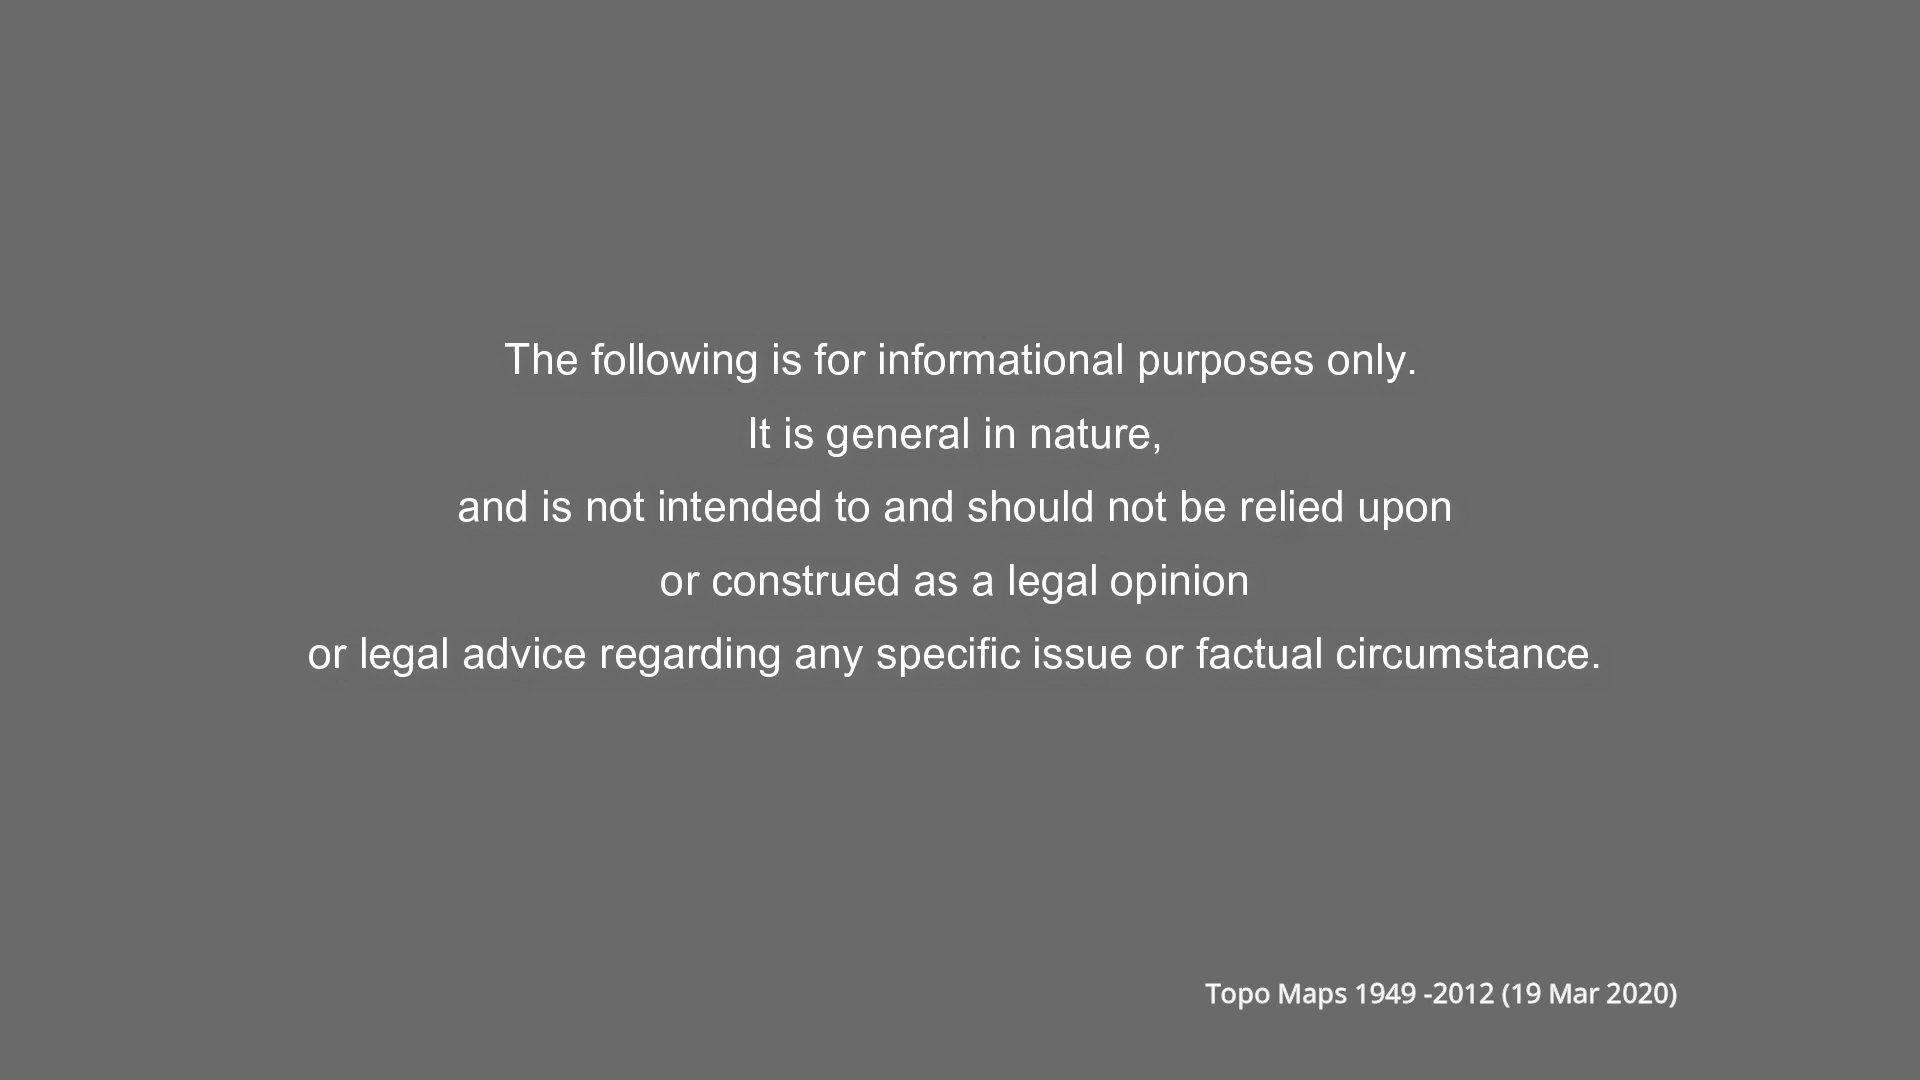 The following is for informational purposes only.
It is general in nature,
and is not intended to and should not be relied upon
or construed as a legal opinion
or legal advice regarding any specific issue or factual circumstance.
Topo Maps 1949 -2012 (19 Mar 2020)